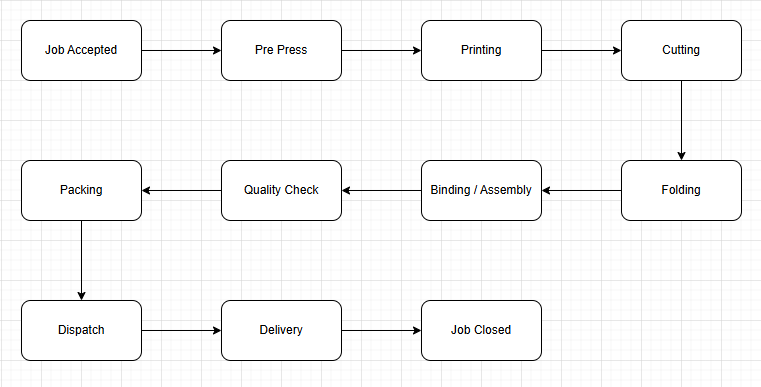 Job Accepted
Pre Press
Printing
Cutting
Folding
Binding / Assembly
Quality Check
Packing
Dispatch
Delivery
Job Closed